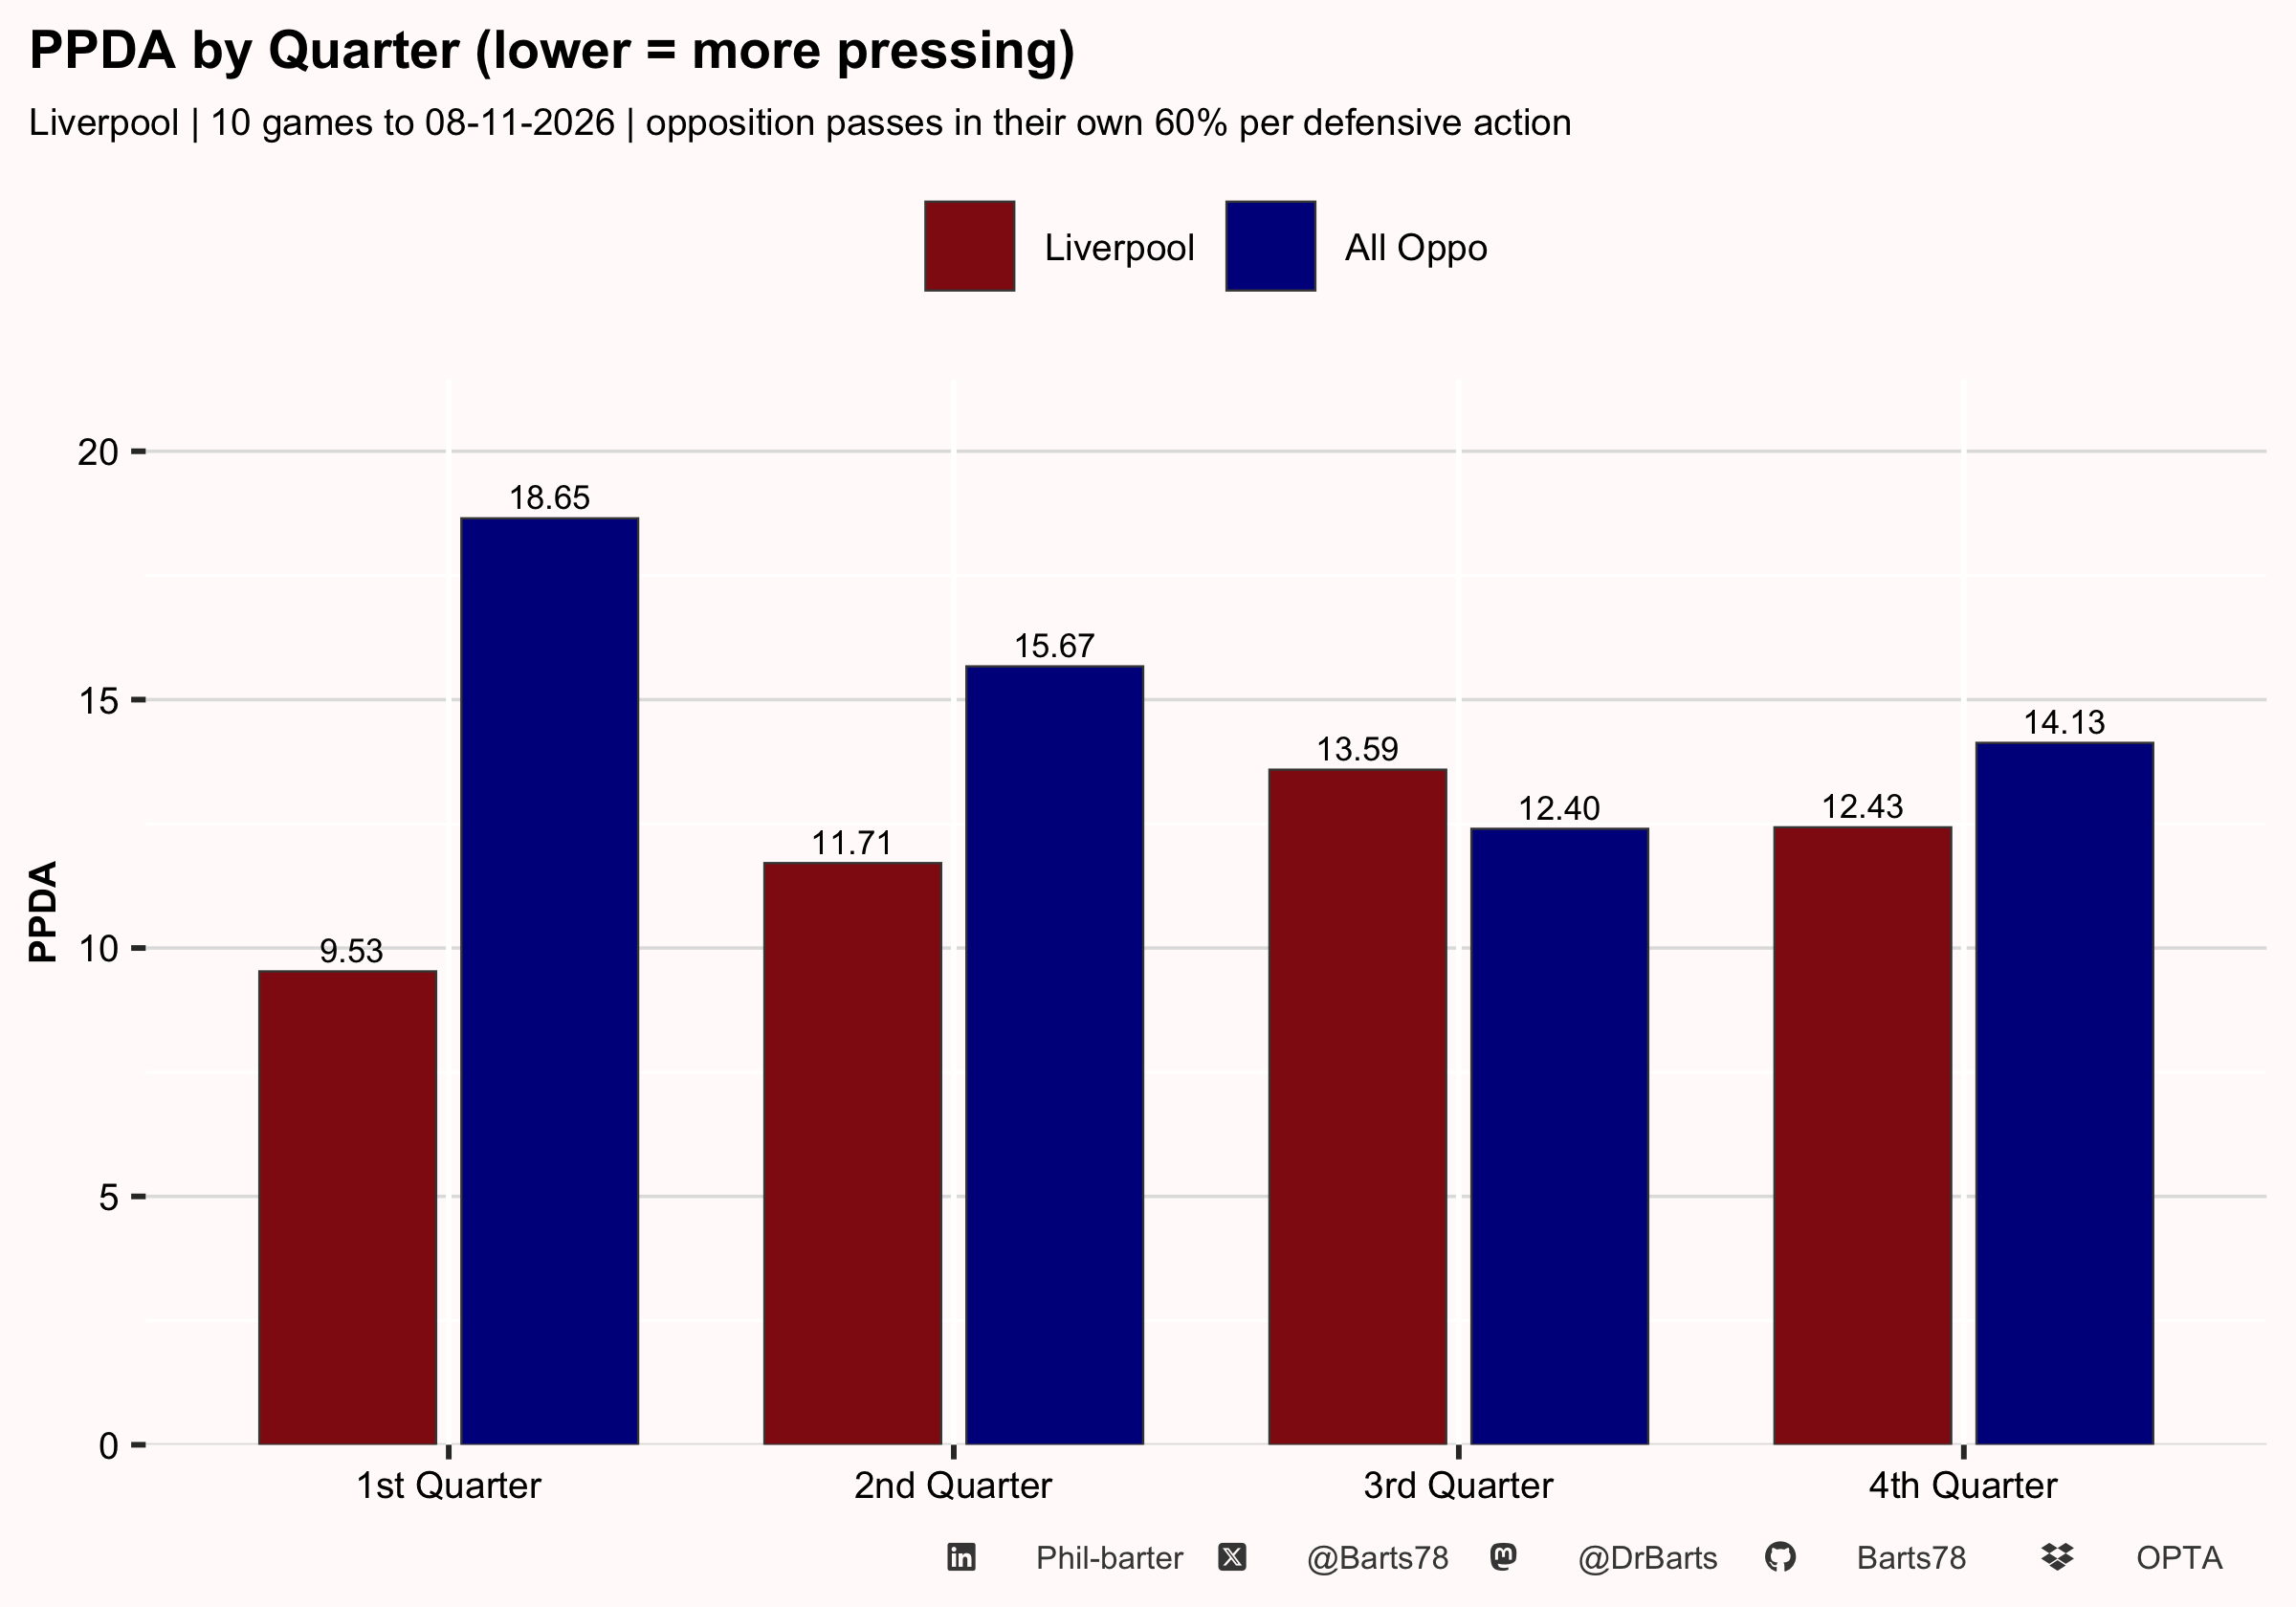 PPDA by Quarter (lower = more pressing)
Liverpool | 10 games to 08-11-2026 | opposition passes in their own 60% per defensive action
Liverpool All Oppo
PPDA
20
15
10
5
0
9.53 18.65
11.71 15.67
13.59 12.40
12.43 14.13
1st Quarter 2nd Quarter 3rd Quarter 4th Quarter
Phil-barter @Barts78 @DrBarts Barts78 OPTA